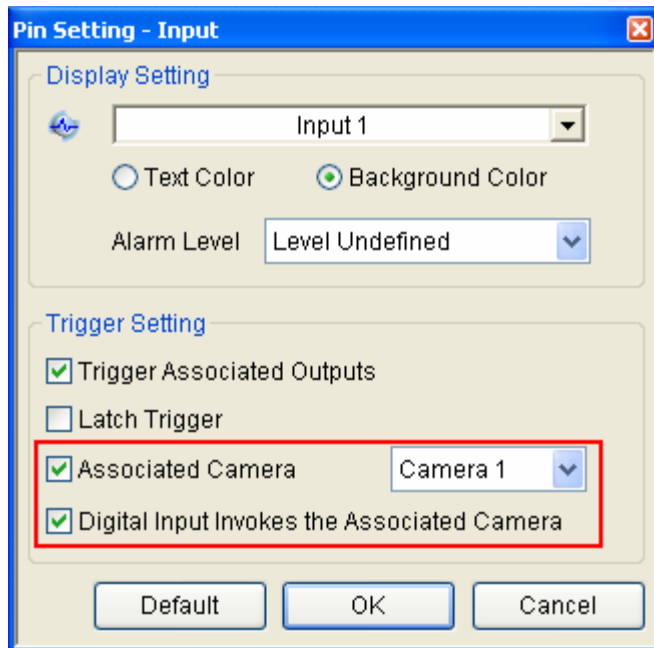 Pin Setting - Input
Display Setting
Input 1
Text Color Background Color
Alarm Level Level Undefined
Trigger Setting
Trigger Associated Outputs
Latch Trigger
Associated Camera Camera 1
Digital Input Invokes the Associated Camera
Default OK Cancel